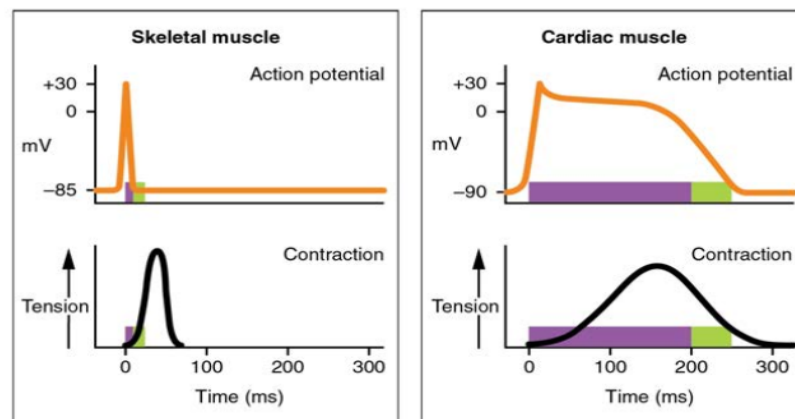 Skeletal muscle
Action potential
+30
0
mV
–85
Contraction
Tension
0 100 200 300
Time (ms)
Cardiac muscle
Action potential
+30
0
mV
–90
Contraction
Tension
0 100 200 300
Time (ms)